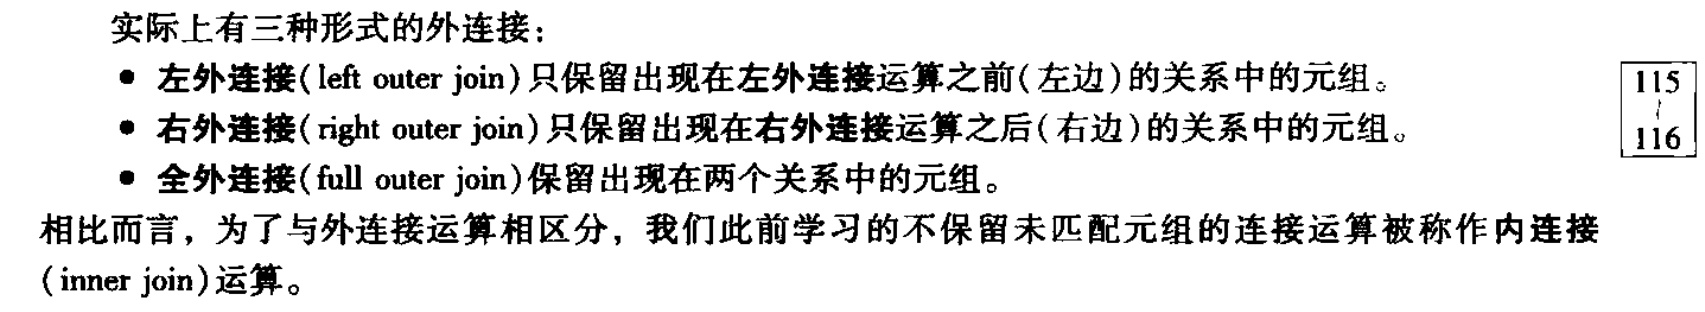 实际上有三种形式的外连接：
● 左外连接(left outer join)只保留出现在左外连接运算之前(左边)的关系中的元组。
115
~
116
● 右外连接(right outer join)只保留出现在右外连接运算之后(右边)的关系中的元组。
● 全外连接(full outer join)保留出现在两个关系中的元组。
相比而言，为了与外连接运算相区分，我们此前学习的不保留未匹配元组的连接运算被称作内连接
(inner join)运算。